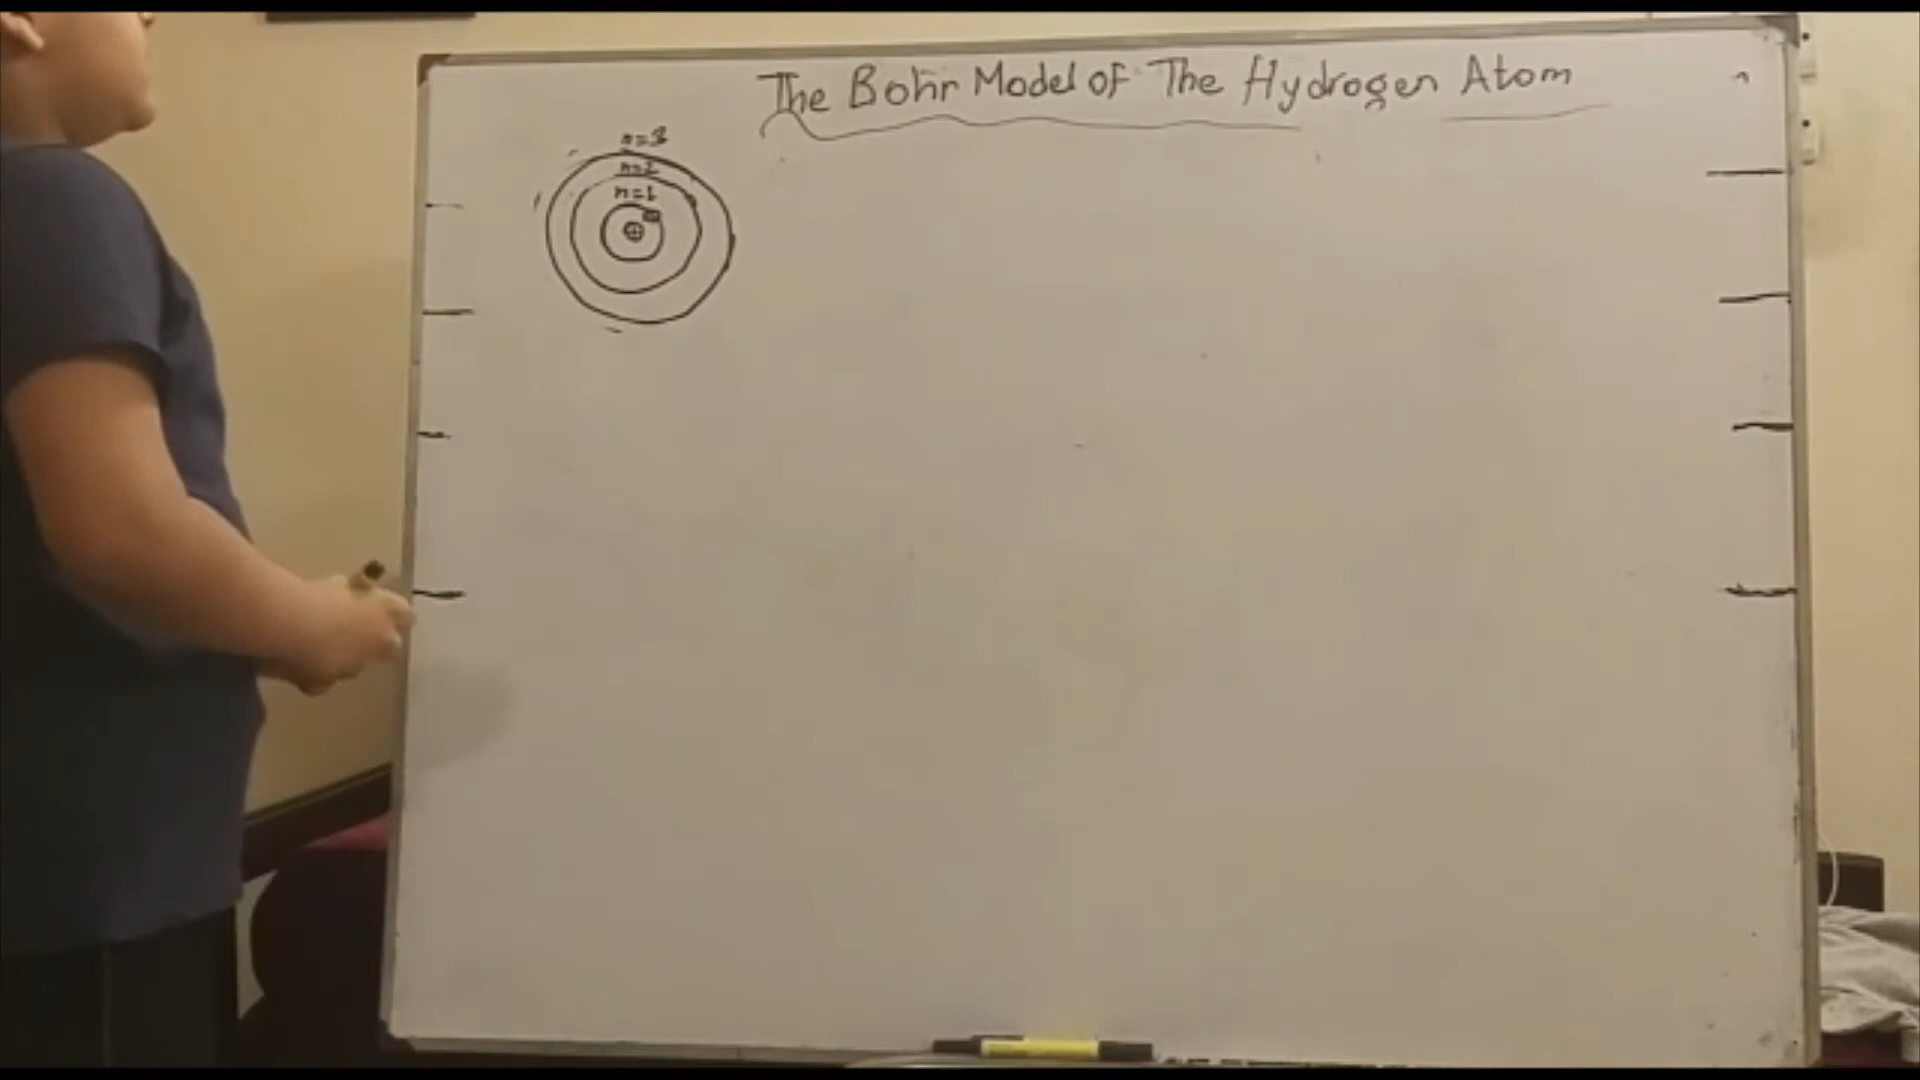 The Bohr Model of The Hydrogen Atom
n=3
n=2
n=1